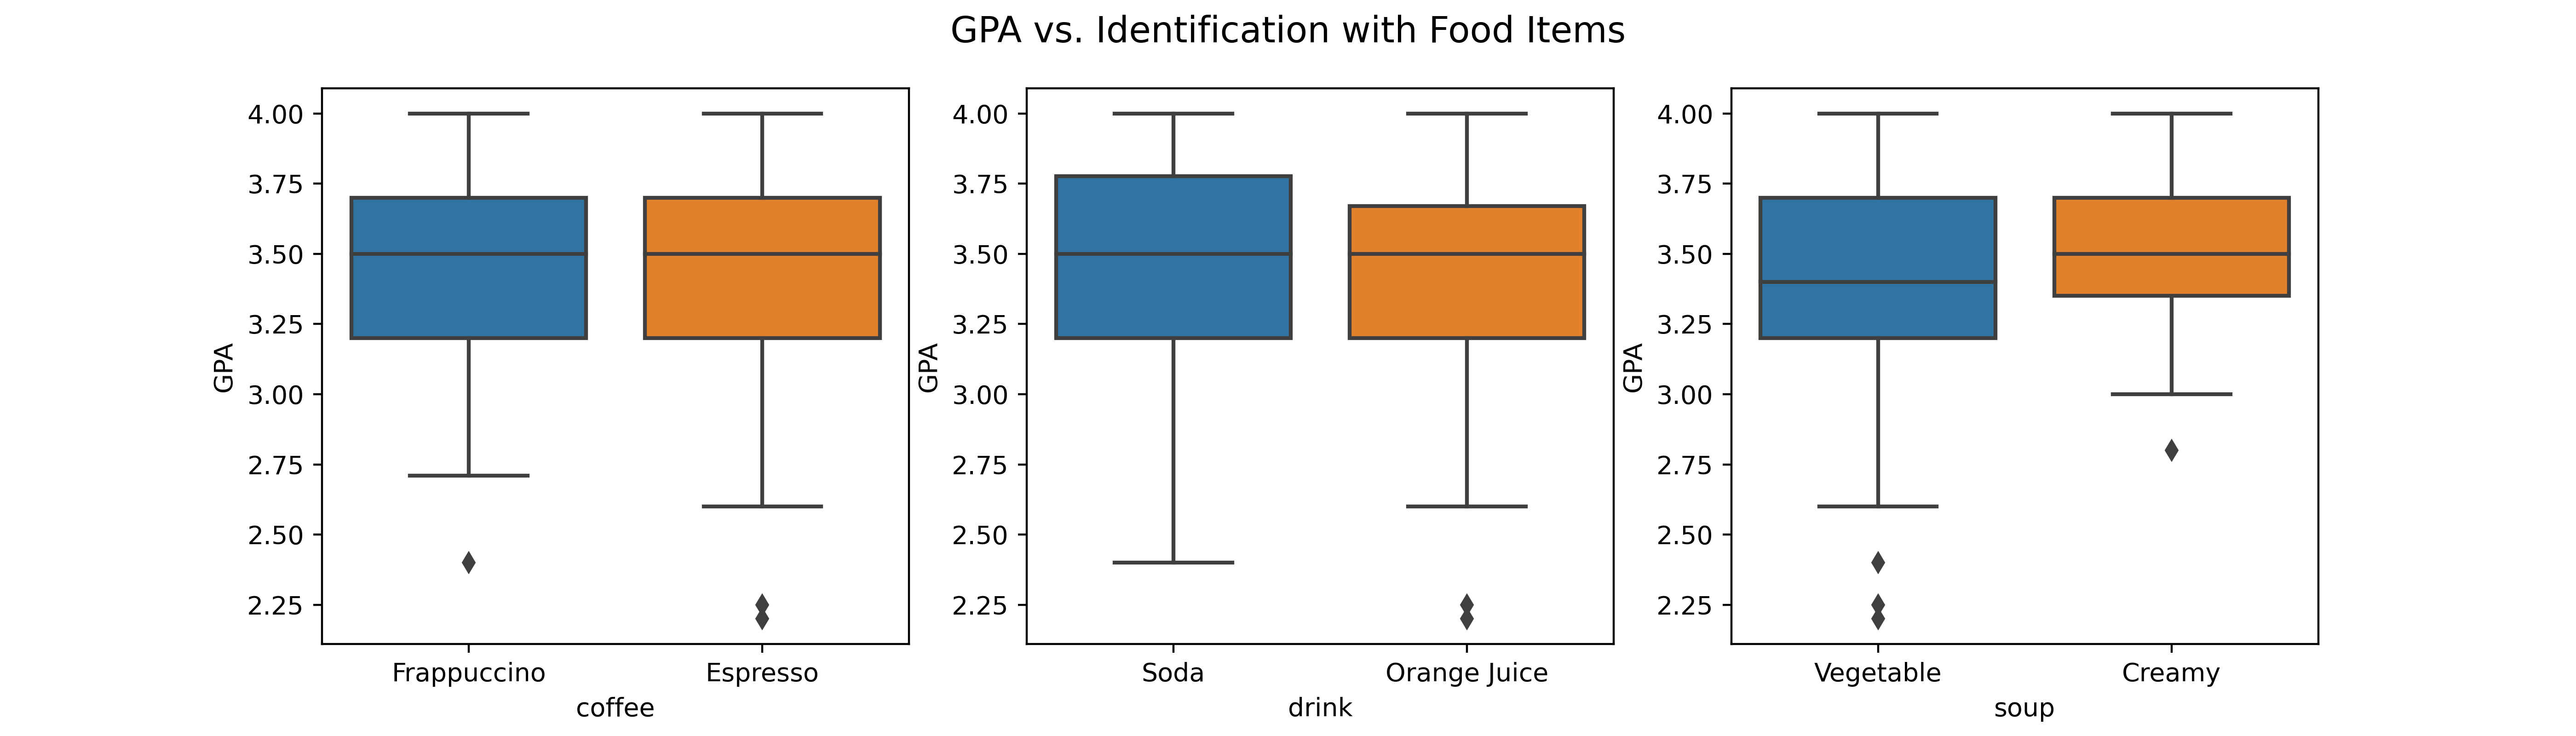 GPA vs. Identification with Food Items
GPA
4.00
3.75
3.50
3.25
3.00
2.75
2.50
2.25
Frappuccino
Espresso
coffee
GPA
4.00
3.75
3.50
3.25
3.00
2.75
2.50
2.25
Soda
Orange Juice
drink
GPA
4.00
3.75
3.50
3.25
3.00
2.75
2.50
2.25
Vegetable
Creamy
soup